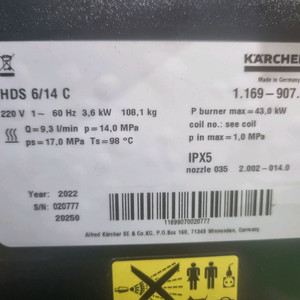 HDS 6/14 C
KÄRCHER
Made in Germany
220 V 1~ 60 Hz 3,6 kW 108,1 kg
1.169-907.
Q=9,3 l/min p=14,0 MPa
ps=17,0 MPa Ts=98 °C
P burner max=43,0 kW
coil no.: see coil
p in max=1,0 MPa
IPX5
nozzle 035 2.002-014.0
Year: 2022
S/N: 020777
20250
11699070020777
Alfred Kärcher SE & Co KG, P.O.Box 160, 71349 Winnenden, Germany